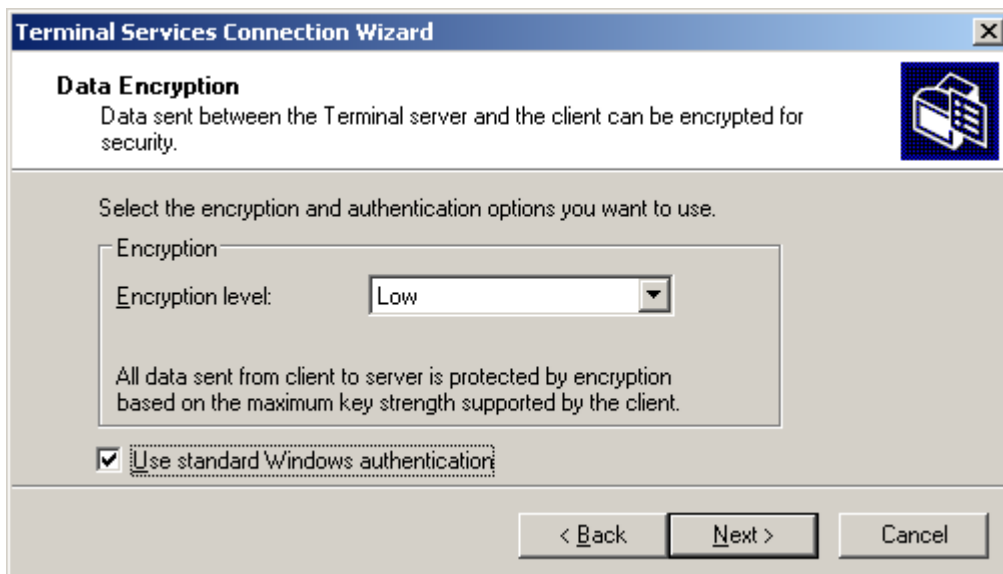 Terminal Services Connection Wizard
Data Encryption
Data sent between the Terminal server and the client can be encrypted for
security.
Select the encryption and authentication options you want to use.
Encryption
Encryption level: Low
All data sent from client to server is protected by encryption
based on the maximum key strength supported by the client.
Use standard Windows authentication
< Back Next > Cancel